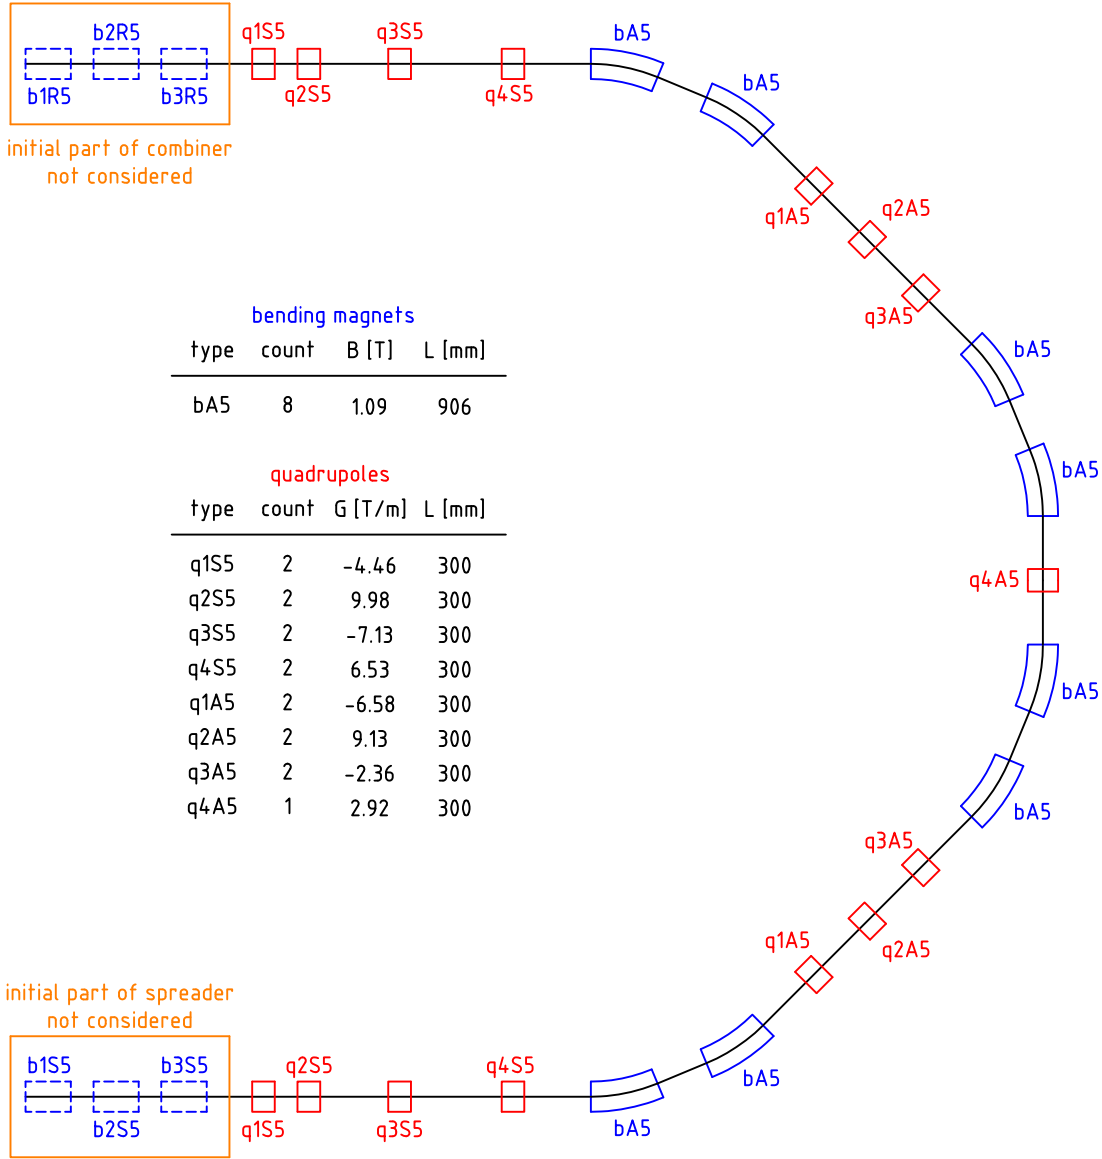 b2R5
b1R5
b3R5
initial part of combiner
not considered
q1S5
q3S5
q2S5
q4S5
bA5
bA5
q1A5
q2A5
q3A5
bA5
bA5
q4A5
bending magnets
type count B [T] L [mm]
bA5 8 1.09 906
quadrupoles
type count G [T/m] L [mm]
q1S5 2 -4.46 300
q2S5 2 9.98 300
q3S5 2 -7.13 300
q4S5 2 6.53 300
q1A5 2 -6.58 300
q2A5 2 9.13 300
q3A5 2 -2.36 300
q4A5 1 2.92 300
bA5
bA5
q3A5
q1A5
q2A5
initial part of spreader
not considered
b1S5
b3S5
b2S5
q2S5
q4S5
q1S5
q3S5
bA5
bA5